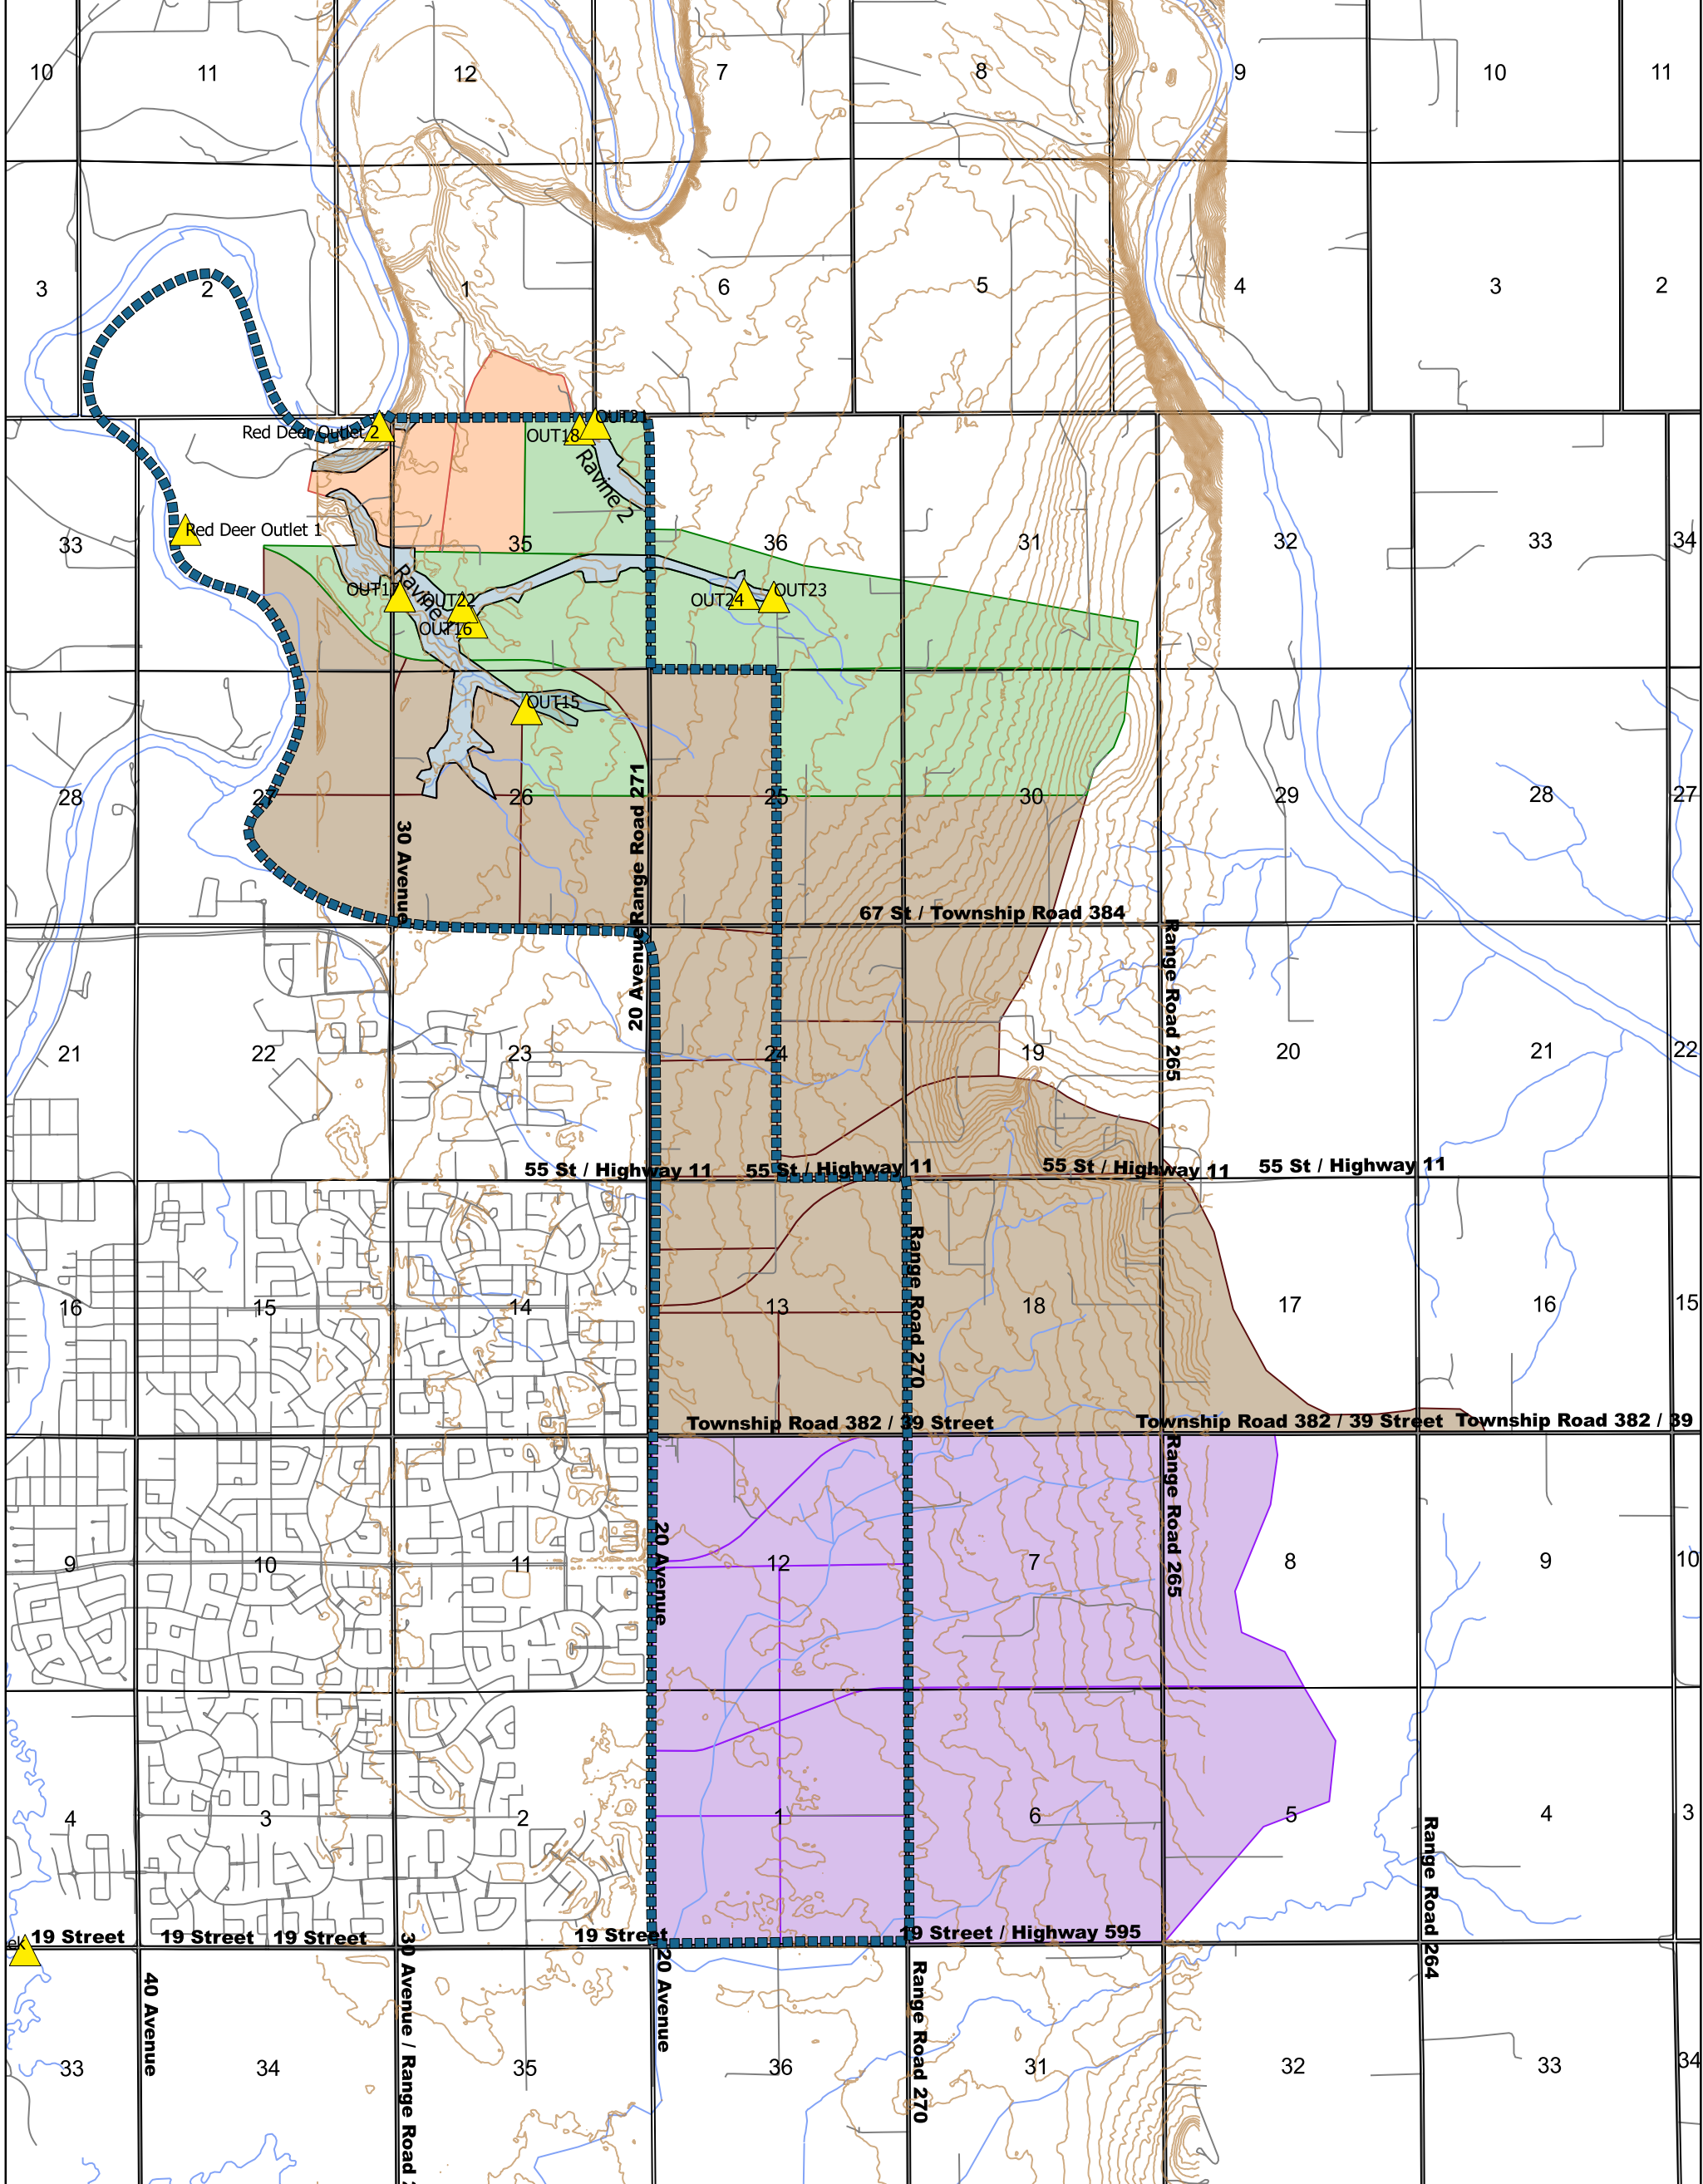 10 11 12 7 8 9 10 11
3 2 1 6 5 4 3 2
Red Deer Outlet 2
OUT18
OUT21
Ravine 2
Red Deer Outlet 1
33 35 36 31 32 33 34
Ravine
OUT17
OUT22
OUT16
OUT24
OUT23
OUT15
28 27 26 25 30 29 28 27
30 Avenue
20 Avenue
Range Road 271
67 St / Township Road 384
Range Road 265
21 22 23 24 19 20 21 22
55 St / Highway 11
55 St / Highway 11
55 St / Highway 11
55 St / Highway 11
Range Road 270
16 15 14 13 18 17 16 15
Township Road 382 / 39 Street
Township Road 382 / 39 Street
Township Road 382 / 39
Range Road 265
20 Avenue
9 10 11 12 7 8 9 10
4 3 2 1 6 5 4 3
Range Road 264
ek
19 Street
19 Street
19 Street
19 Street
19 Street / Highway 595
40 Avenue
30 Avenue / Range Road
20 Avenue
Range Road 270
33 34 35 36 31 32 33 34